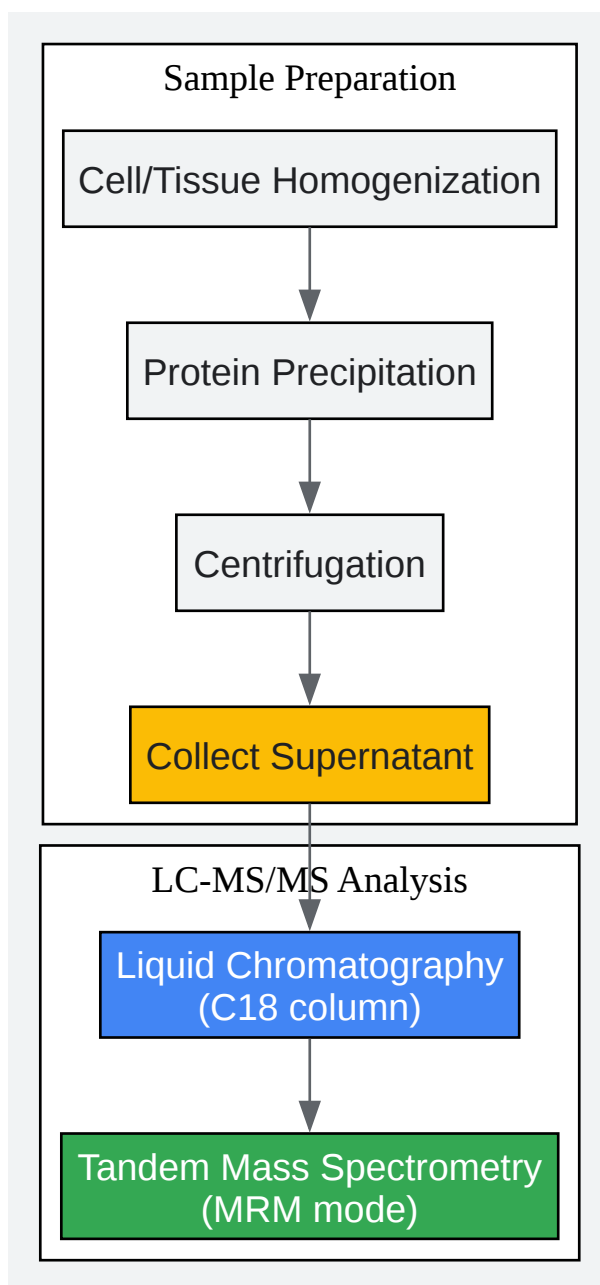 Sample Preparation
Cell/Tissue Homogenization
Protein Precipitation
Centrifugation
Collect Supernatant
LC-MS/MS Analysis
Liquid Chromatography
(C18 column)
Tandem Mass Spectrometry
(MRM mode)